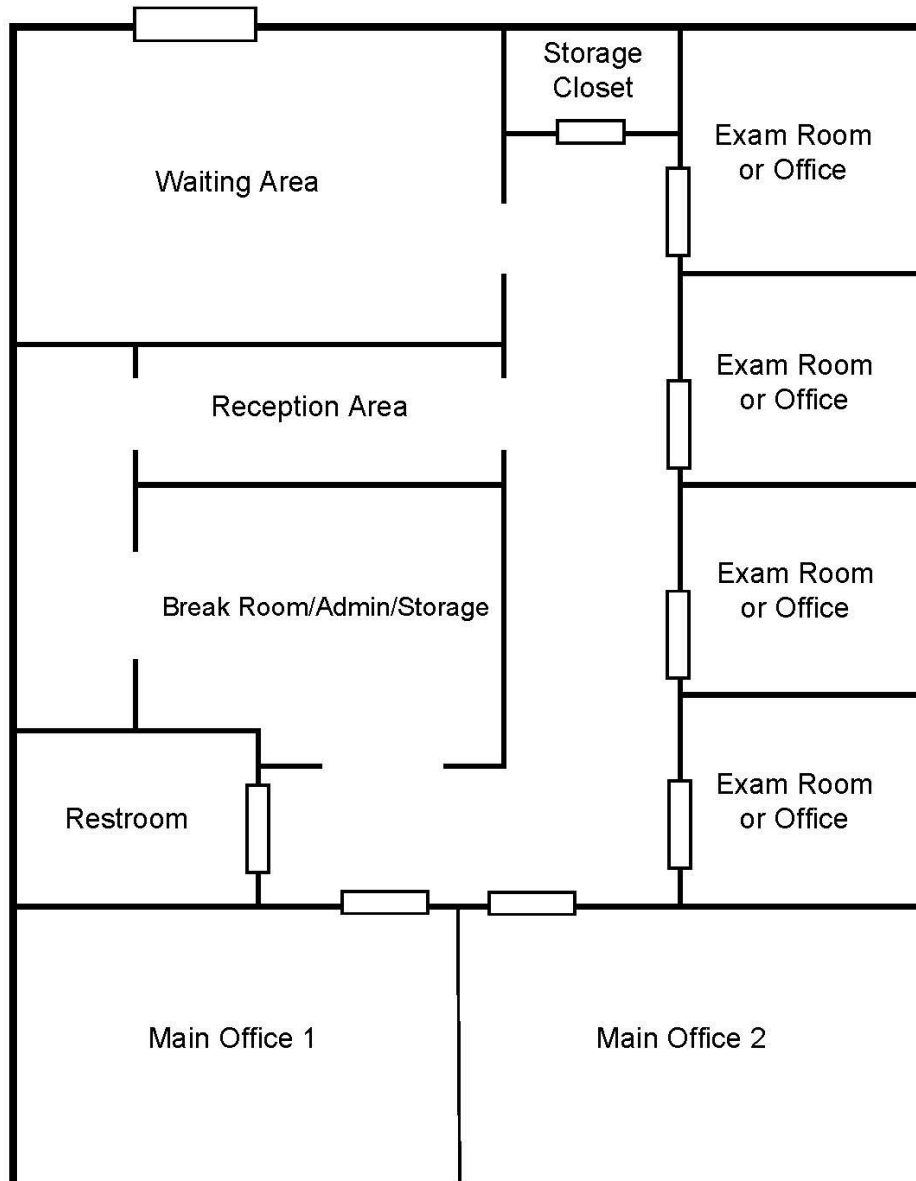 Storage
Closet
Exam Room
or Office
Waiting Area
Exam Room
or Office
Reception Area
Exam Room
or Office
Break Room/Admin/Storage
Exam Room
or Office
Restroom
Main Office 1
Main Office 2